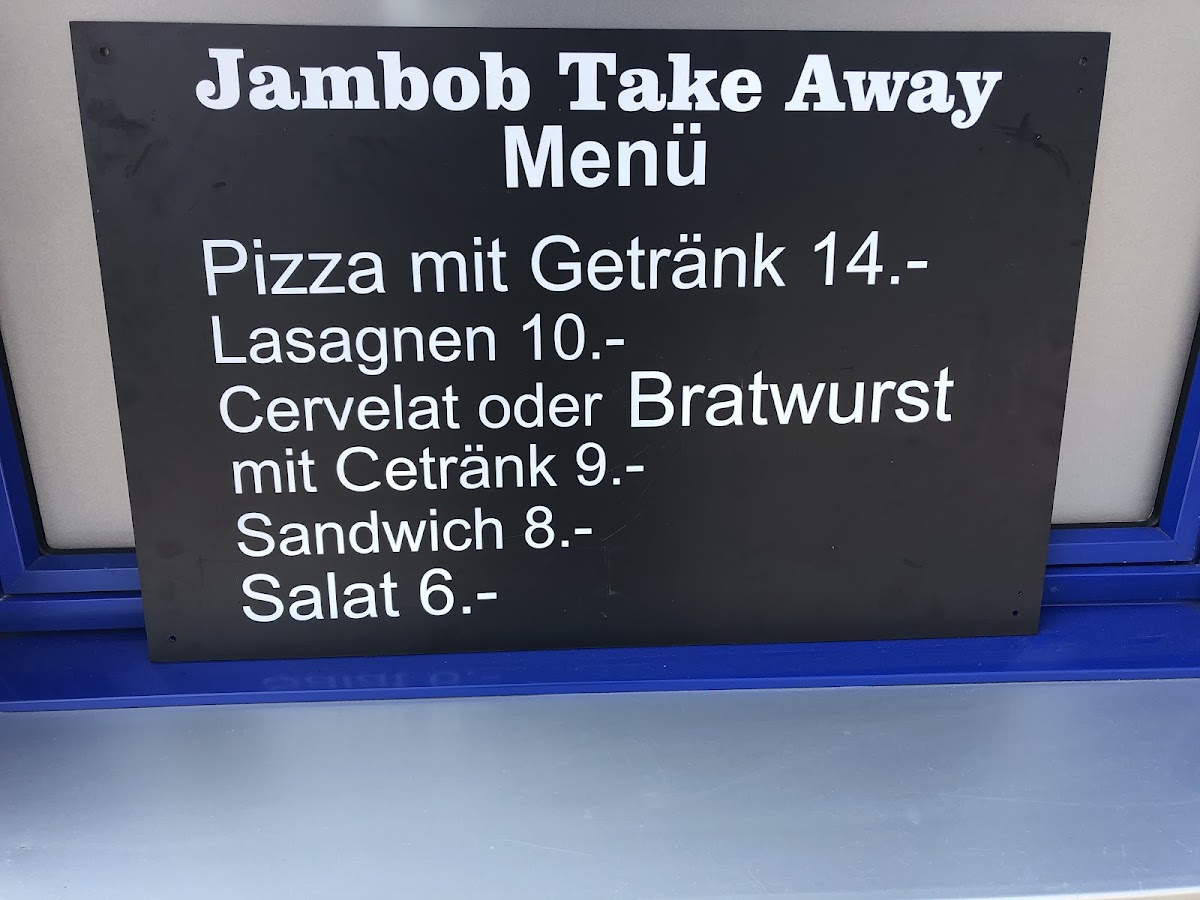 Jambob Take Away
Menü
Pizza mit Getränk 14.-
Lasagnen 10.-
Cervelat oder Bratwurst
mit Cetränk 9.-
Sandwich 8.-
Salat 6.-